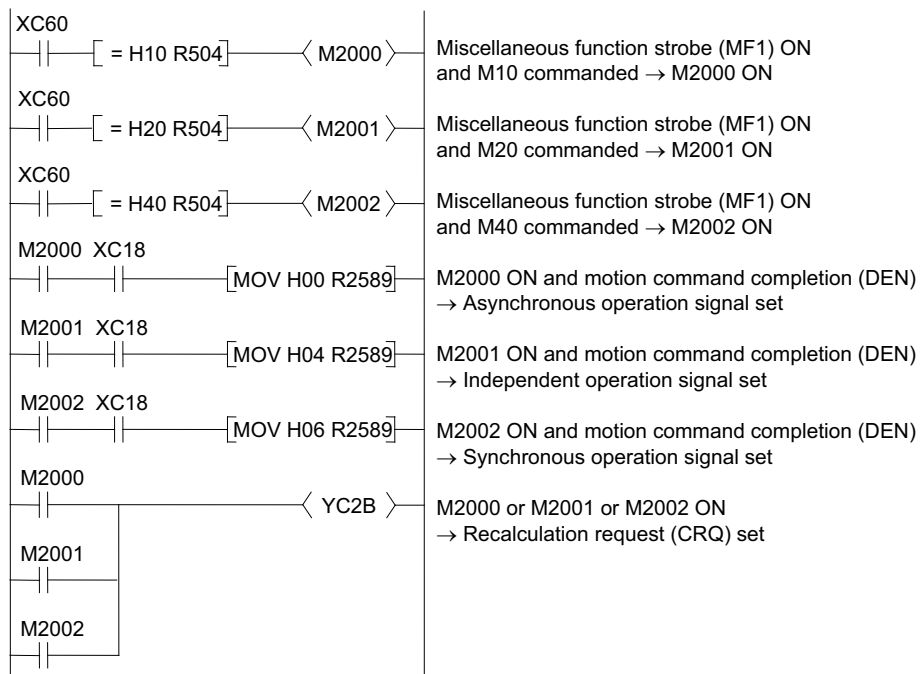 XC60
= H10 R504 M2000
Miscellaneous function strobe (MF1) ON
and M10 commanded → M2000 ON
XC60
= H20 R504 M2001
Miscellaneous function strobe (MF1) ON
and M20 commanded → M2001 ON
XC60
= H40 R504 M2002
Miscellaneous function strobe (MF1) ON
and M40 commanded → M2002 ON
M2000 XC18
MOV H00 R2589
M2000 ON and motion command completion (DEN)
→ Asynchronous operation signal set
M2001 XC18
MOV H04 R2589
M2001 ON and motion command completion (DEN)
→ Independent operation signal set
M2002 XC18
MOV H06 R2589
M2002 ON and motion command completion (DEN)
→ Synchronous operation signal set
M2000
YC2B
M2000 or M2001 or M2002 ON
→ Recalculation request (CRQ) set
M2001
M2002